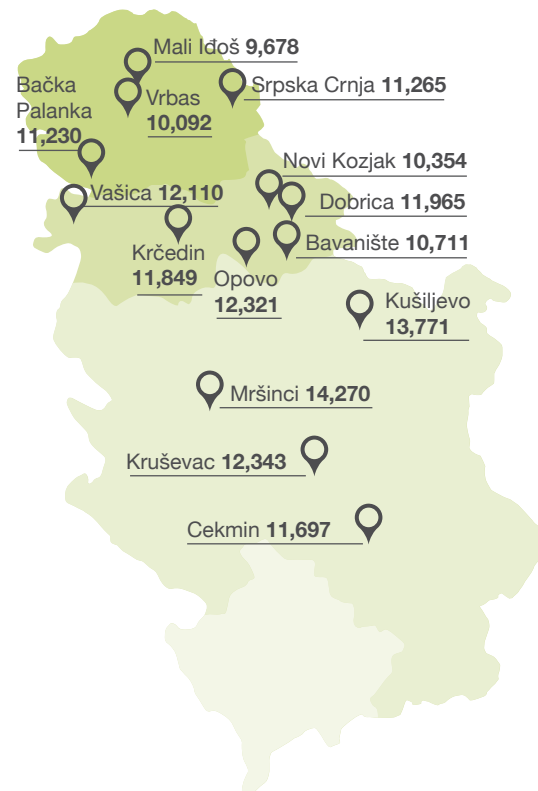 Mali Iđoš 9,678
Bačka
Palanka
11,230
Vrbas
10,092
Srpska Crnja 11,265
Novi Kozjak 10,354
Vašica 12,110
Dobrica 11,965
Bavanište 10,711
Krčedin
11,849
Opovo
12,321
Kušiljevo
13,771
Mršinci 14,270
Kruševac 12,343
Cekmin 11,697